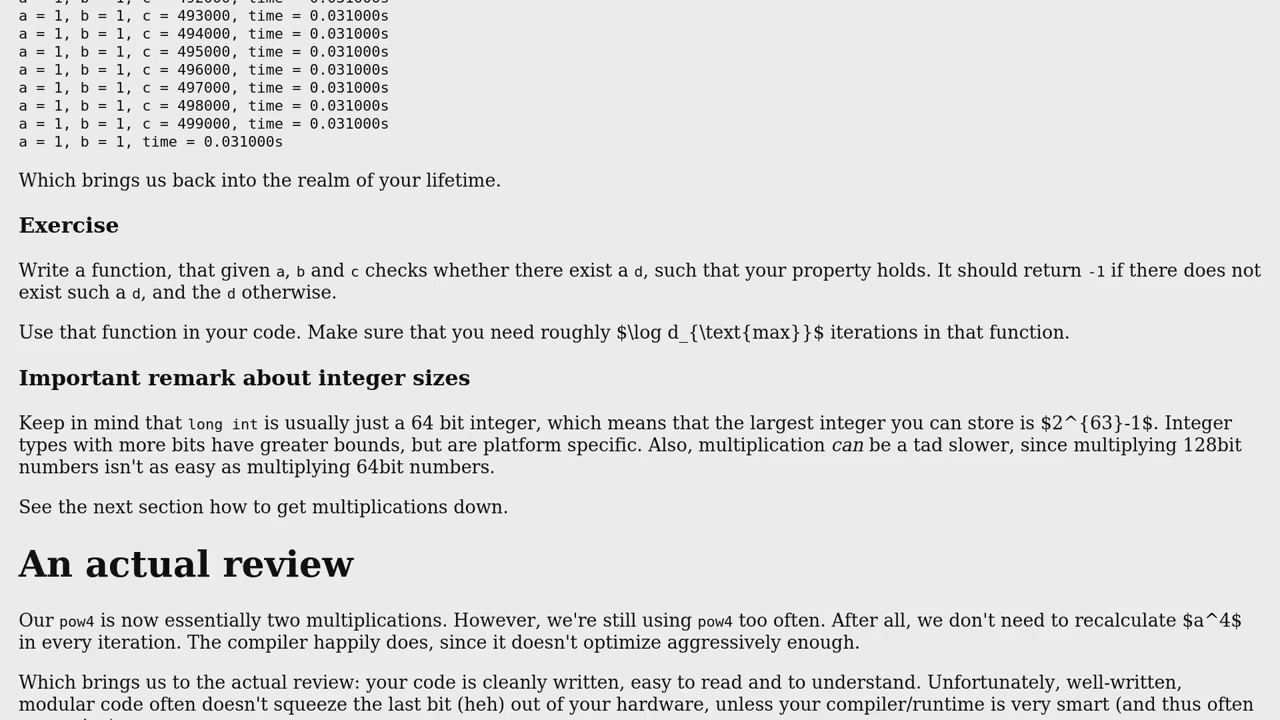 a = 1, b = 1, c = 492000, time = 0.031000s
a = 1, b = 1, c = 493000, time = 0.031000s
a = 1, b = 1, c = 494000, time = 0.031000s
a = 1, b = 1, c = 495000, time = 0.031000s
a = 1, b = 1, c = 496000, time = 0.031000s
a = 1, b = 1, c = 497000, time = 0.031000s
a = 1, b = 1, c = 498000, time = 0.031000s
a = 1, b = 1, c = 499000, time = 0.031000s
a = 1, b = 1, time = 0.031000s
Which brings us back into the realm of your lifetime.
Exercise
Write a function, that given a, b and c checks whether there exist a d, such that your property holds. It should return -1 if there does not
exist such a d, and the d otherwise.
Use that function in your code. Make sure that you need roughly $\log d_{\text{max}}$ iterations in that function.
Important remark about integer sizes
Keep in mind that long int is usually just a 64 bit integer, which means that the largest integer you can store is $2^{63}-1$. Integer
types with more bits have greater bounds, but are platform specific. Also, multiplication can be a tad slower, since multiplying 128bit
numbers isn't as easy as multiplying 64bit numbers.
See the next section how to get multiplications down.
An actual review
Our pow4 is now essentially two multiplications. However, we're still using pow4 too often. After all, we don't need to recalculate $a^4$
in every iteration. The compiler happily does, since it doesn't optimize aggressively enough.
Which brings us to the actual review: your code is cleanly written, easy to read and to understand. Unfortunately, well-written,
modular code often doesn't squeeze the last bit (heh) out of your hardware, unless your compiler/runtime is very smart (and thus often